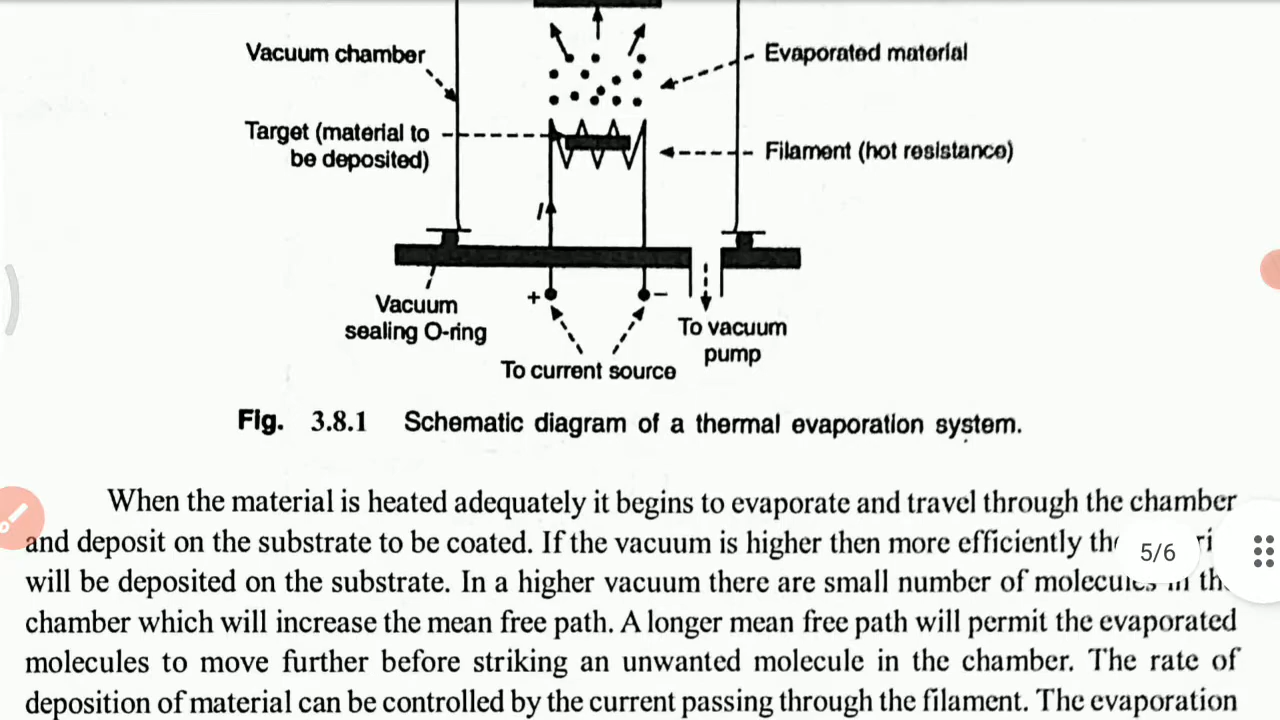 Vacuum chamber
Evaporated material
Target (material to
be deposited)
Filament (hot resistance)
I
+
−
Vacuum
sealing O-ring
To vacuum
pump
To current source
Fig. 3.8.1 Schematic diagram of a thermal evaporation system.
When the material is heated adequately it begins to evaporate and travel through the chamber
and deposit on the substrate to be coated. If the vacuum is higher then more efficiently
5/6
will be deposited on the substrate. In a higher vacuum there are small number of molecules in
chamber which will increase the mean free path. A longer mean free path will permit the evaporated
molecules to move further before striking an unwanted molecule in the chamber. The rate of
deposition of material can be controlled by the current passing through the filament. The evaporation